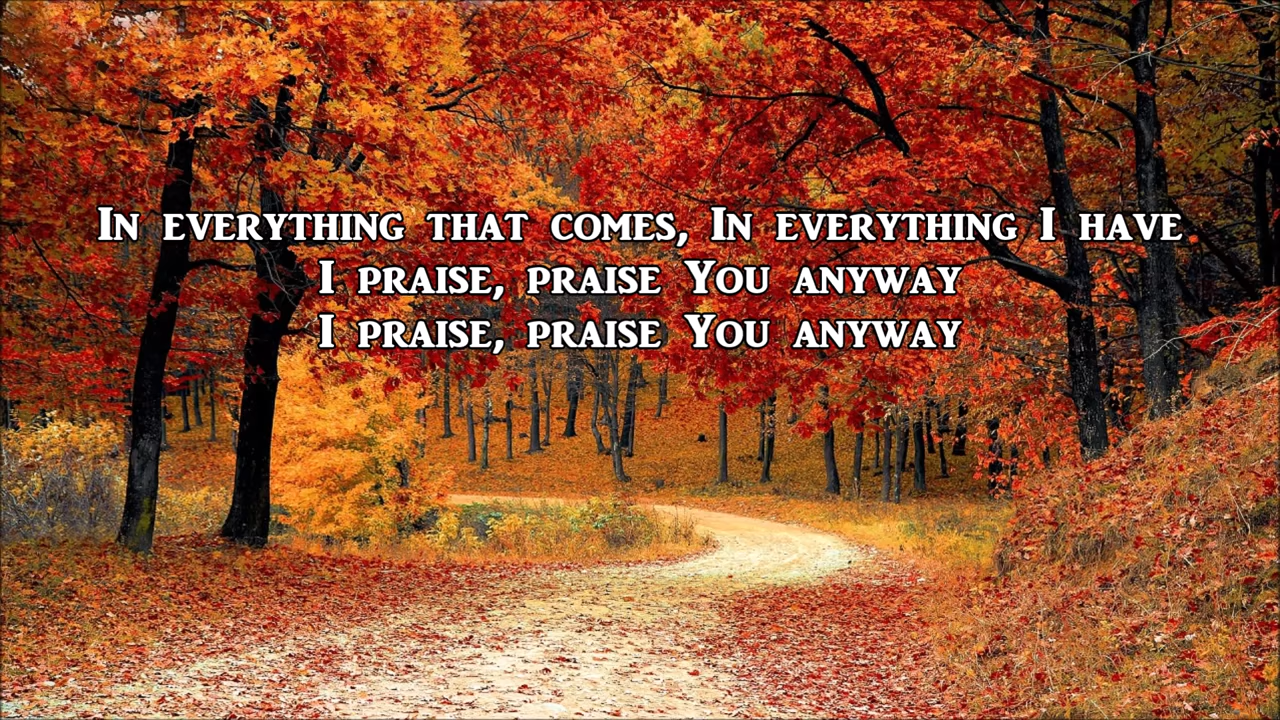 In everything that comes, In everything I have
I praise, praise You anyway
I praise, praise You anyway